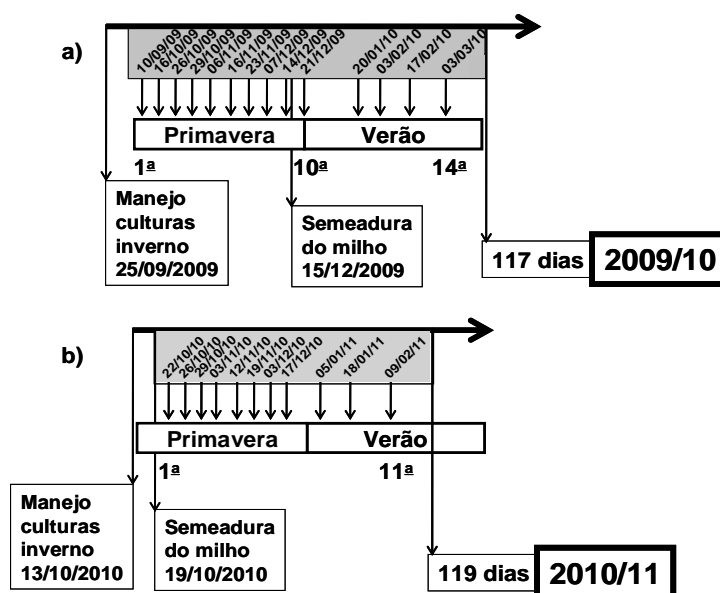 a)
10/09/09
16/10/09
26/10/09
29/10/09
06/11/09
16/11/09
23/11/09
07/12/09
14/12/09
21/12/09
20/01/10
03/02/10
17/02/10
03/03/10
Primavera
Verão
1ª
10ª
14ª
Manejo
culturas
inverno
25/09/2009
Semeadura
do milho
15/12/2009
117 dias
2009/10
b)
22/10/10
26/10/10
29/10/10
03/11/10
12/11/10
19/11/10
03/12/10
17/12/10
05/01/11
18/01/11
09/02/11
Primavera
Verão
1ª
11ª
Manejo
culturas
inverno
13/10/2010
Semeadura
do milho
19/10/2010
119 dias
2010/11